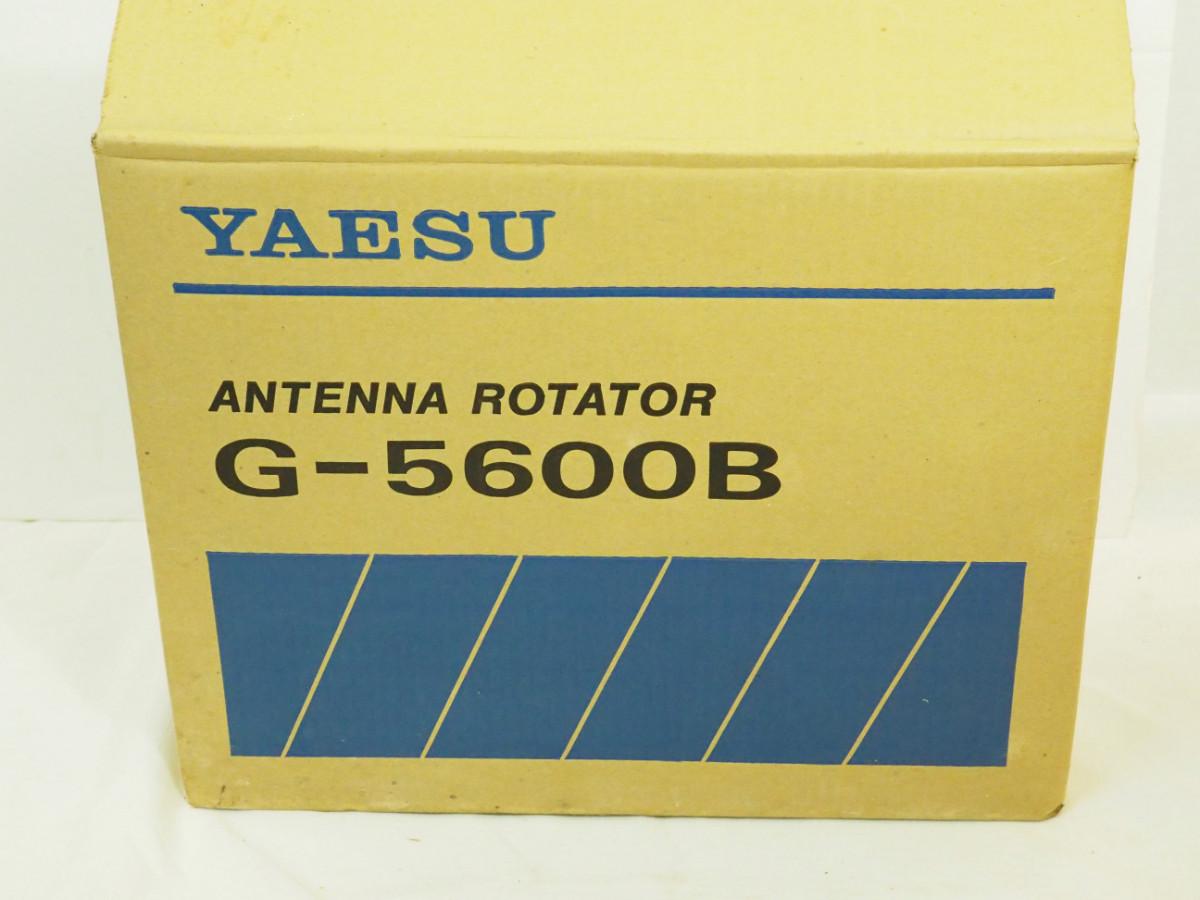 YAESU
ANTENNA ROTATOR
G-5600B